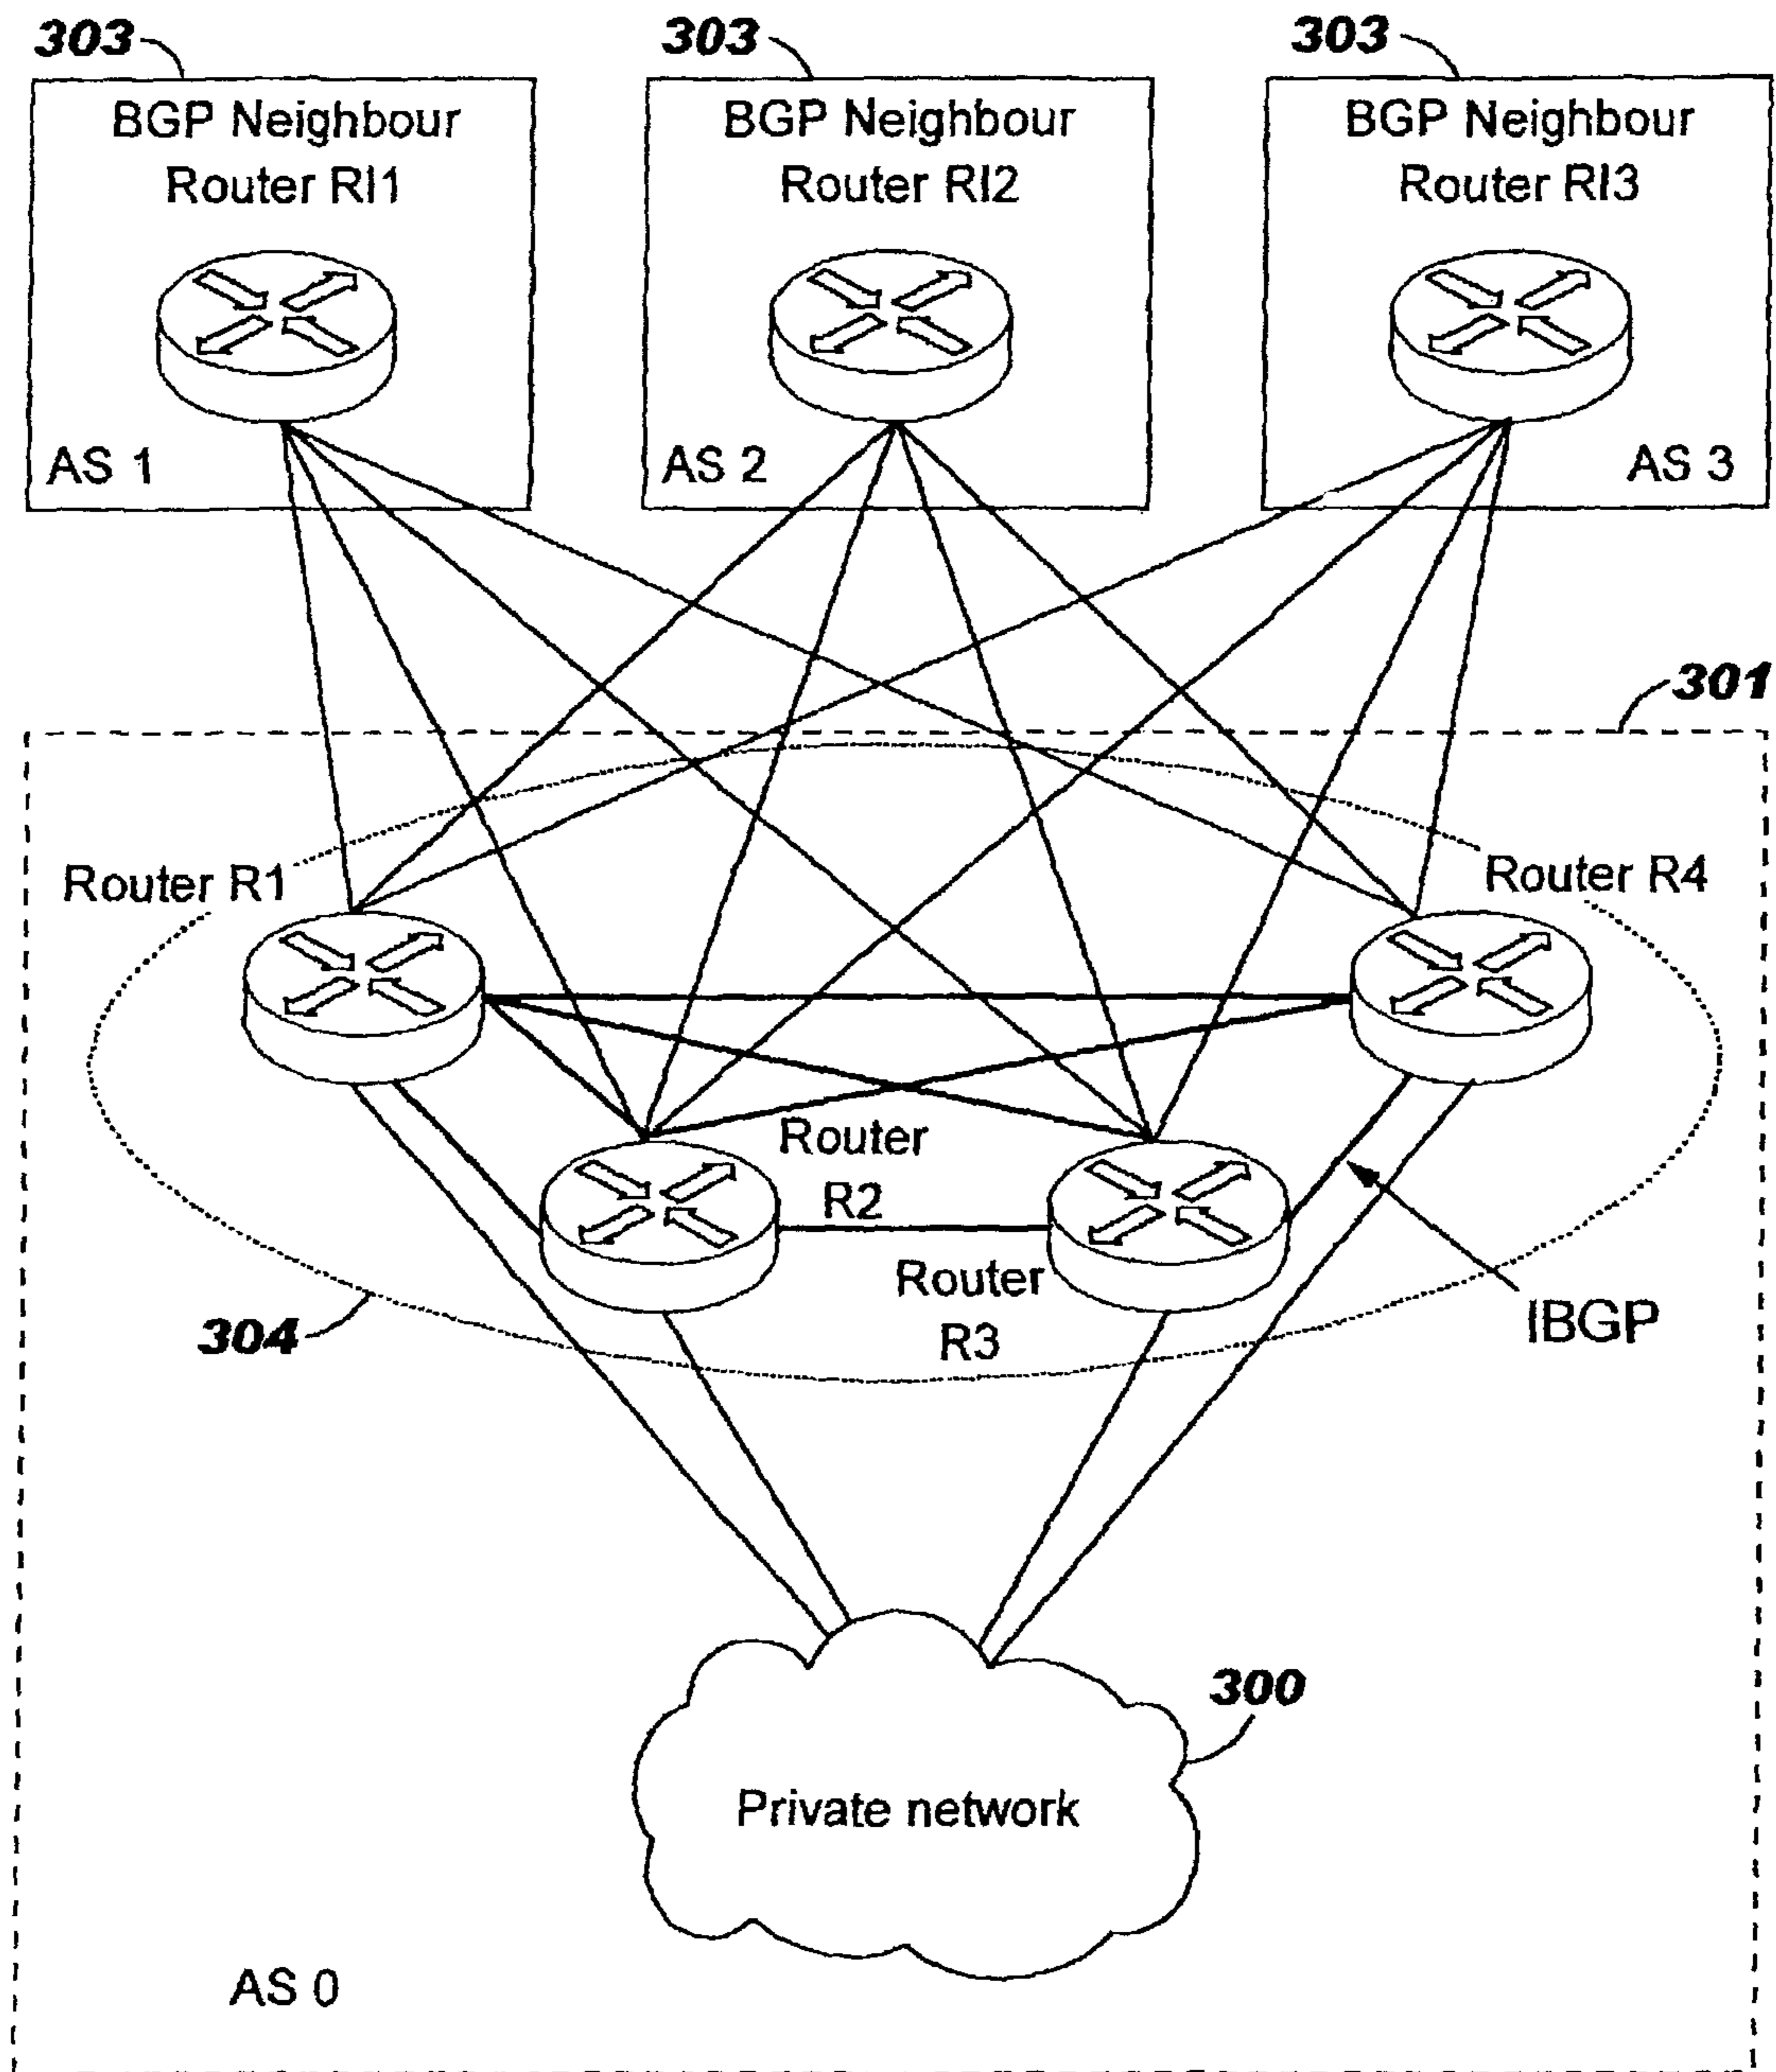 303
303
303
BGP Neighbour
Router RI1
BGP Neighbour
Router RI2
BGP Neighbour
Router RI3
AS 1
AS 2
AS 3
301
Router R1
Router R4
Router
R2
Router
R3
304
IBGP
300
Private network
AS 0